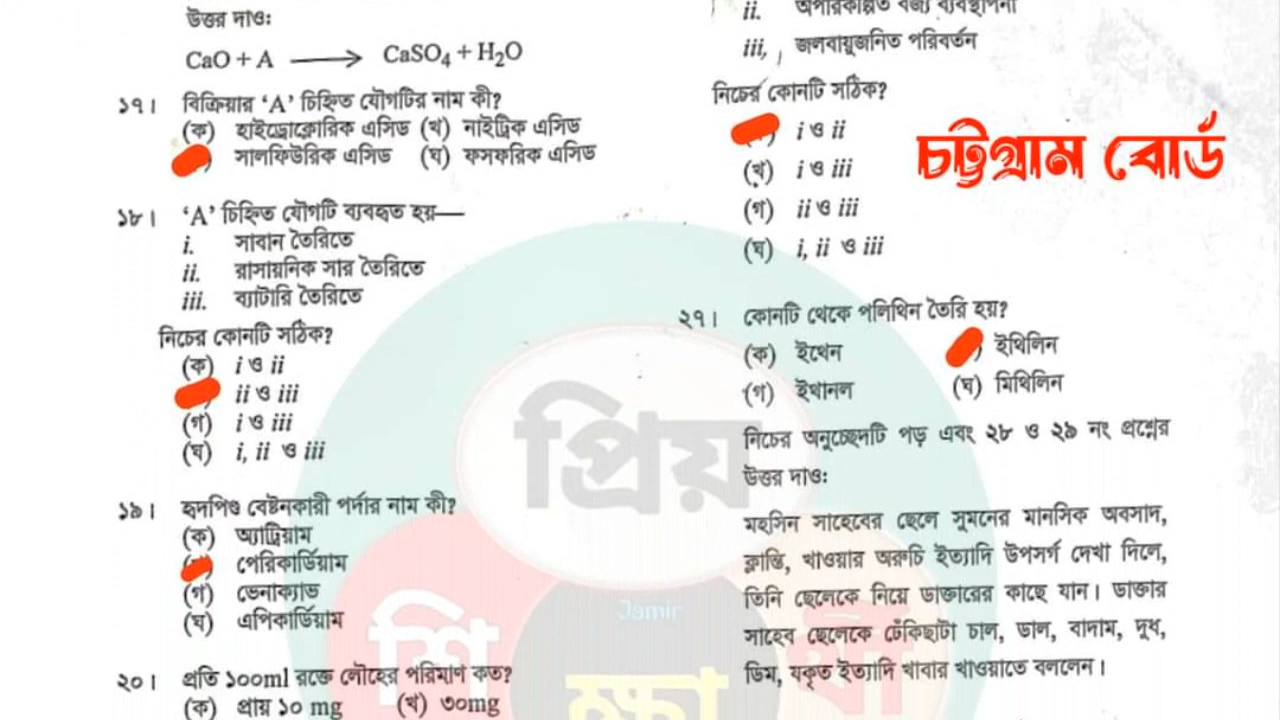 উত্তর দাও:
CaO + A ⟶ CaSO₄ + H₂O
১৭। বিক্রিয়ার ‘A’ চিহ্নিত যৌগটির নাম কী?
(ক) হাইড্রোক্লোরিক এসিড (খ) নাইট্রিক এসিড
সালফিউরিক এসিড (ঘ) ফসফরিক এসিড
১৮। ‘A’ চিহ্নিত যৌগটি ব্যবহৃত হয়—
i. সাবান তৈরিতে
ii. রাসায়নিক সার তৈরিতে
iii. ব্যাটারি তৈরিতে
নিচের কোনটি সঠিক?
(ক) i ও ii
ii ও iii
(গ) i ও iii
(ঘ) i, ii ও iii
১৯। হৃদপিণ্ড বেষ্টনকারী পর্দার নাম কী?
(ক) অ্যাট্রিয়াম
পেরিকার্ডিয়াম
(গ) ভেনাক্যাভ
(ঘ) এপিকার্ডিয়াম
২০। প্রতি ১০০ml রক্তে লৌহের পরিমাণ কত?
(ক) প্রায় ১০ mg (খ) ৩০mg
ii. অপরিকল্পিত বর্জ্য ব্যবস্থাপনা
iii, জলবায়ুজনিত পরিবর্তন
নিচের কোনটি সঠিক?
i ও ii
(খ) i ও iii
(গ) ii ও iii
(ঘ) i, ii ও iii
চট্টগ্রাম বোর্ড
২৭। কোনটি থেকে পলিথিন তৈরি হয়?
(ক) ইথেন ইথিলিন
(গ) ইথানল (ঘ) মিথিলিন
নিচের অনুচ্ছেদটি পড় এবং ২৮ ও ২৯ নং প্রশ্নের
উত্তর দাও:
মহসিন সাহেবের ছেলে সুমনের মানসিক অবসাদ,
ক্লান্তি, খাওয়ার অরুচি ইত্যাদি উপসর্গ দেখা দিলে,
তিনি ছেলেকে নিয়ে ডাক্তারের কাছে যান। ডাক্তার
সাহেব ছেলেকে ঢেঁকিছাটা চাল, ডাল, বাদাম, দুধ,
ডিম, যকৃত ইত্যাদি খাবার খাওয়াতে বললেন।
প্রিয়
শিক্ষার্থী
Jamir